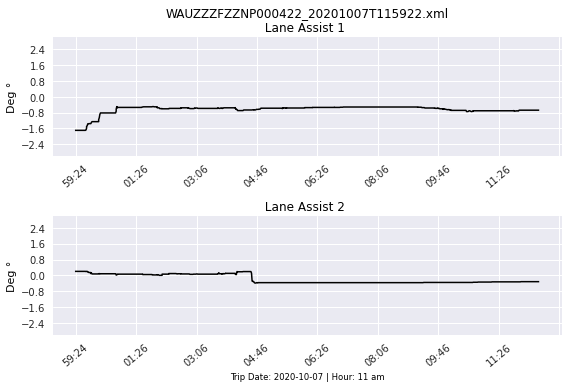 WAUZZZFZZNP000422_20201007T115922.xml
Lane Assist 1
Deg °
2.4
1.6
0.8
0.0
−0.8
−1.6
−2.4
59:24 01:26 03:06 04:46 06:26 08:06 09:46 11:26
Lane Assist 2
Deg °
2.4
1.6
0.8
0.0
−0.8
−1.6
−2.4
59:24 01:26 03:06 04:46 06:26 08:06 09:46 11:26
Trip Date: 2020-10-07 | Hour: 11 am